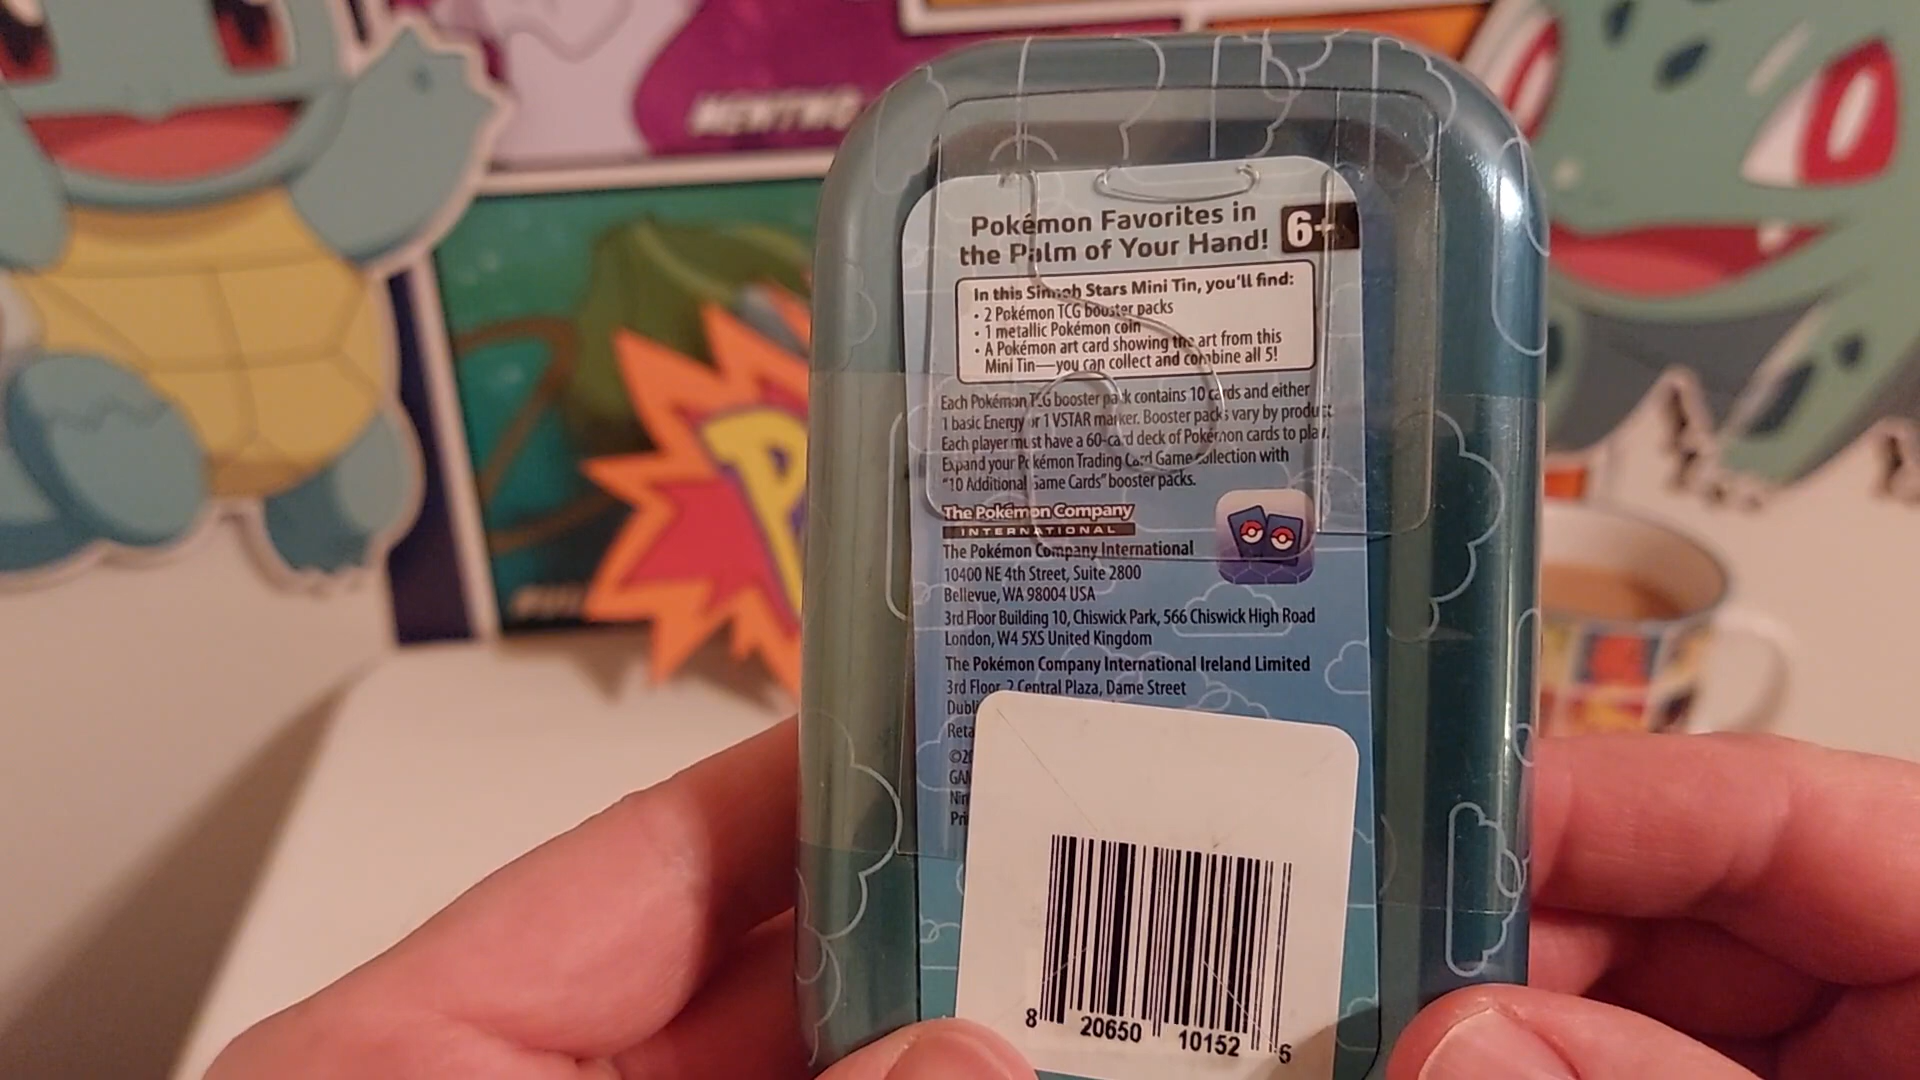 MEWTWO
Pokémon Favorites in
the Palm of Your Hand!
6+
In this Sinnoh Stars Mini Tin, you'll find:
• 2 Pokémon TCG booster packs
• 1 metallic Pokémon coin
• A Pokémon art card showing the art from this
Mini Tin—you can collect and combine all 5!
Each Pokémon TCG booster pack contains 10 cards and either
1 basic Energy or 1 VSTAR marker. Booster packs vary by product.
Each player must have a 60-card deck of Pokémon cards to play.
Expand your Pokémon Trading Card Game collection with
"10 Additional Game Cards" booster packs.
The Pokémon Company
INTERNATIONAL
The Pokémon Company International
10400 NE 4th Street, Suite 2800
Bellevue, WA 98004 USA
3rd Floor Building 10, Chiswick Park, 566 Chiswick High Road
London, W4 5XS United Kingdom
The Pokémon Company International Ireland Limited
3rd Floor, 2 Central Plaza, Dame Street
8 20650 10152 6